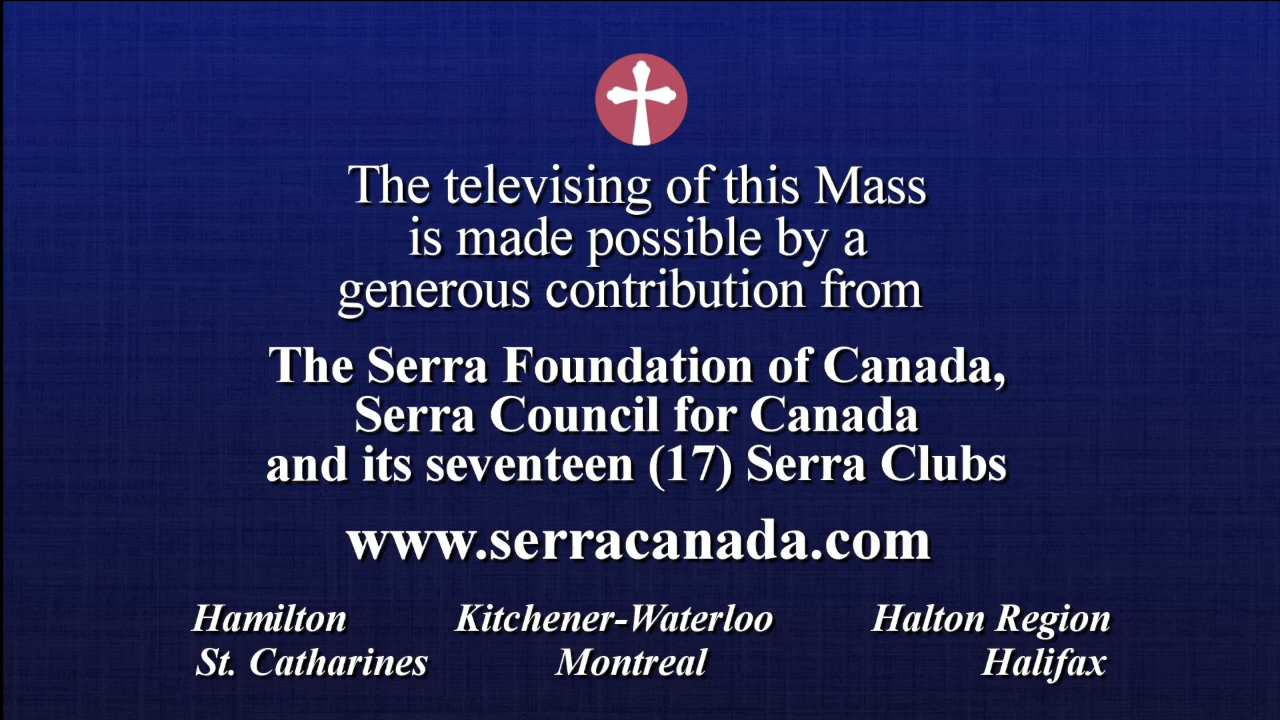 The televising of this Mass
is made possible by a
generous contribution from
The Serra Foundation of Canada,
Serra Council for Canada
and its seventeen (17) Serra Clubs
www.serracanada.com
Hamilton Kitchener-Waterloo Halton Region
St. Catharines Montreal Halifax